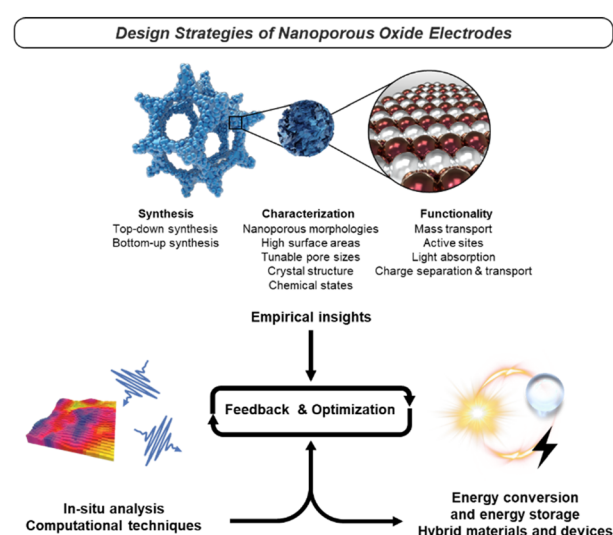 Design Strategies of Nanoporous Oxide Electrodes
Synthesis
Top-down synthesis
Bottom-up synthesis
Characterization
Nanoporous morphologies
High surface areas
Tunable pore sizes
Crystal structure
Chemical states
Functionality
Mass transport
Active sites
Light absorption
Charge separation & transport
Empirical insights
Feedback & Optimization
In-situ analysis
Computational techniques
Energy conversion
and energy storage
Hybrid materials and devices